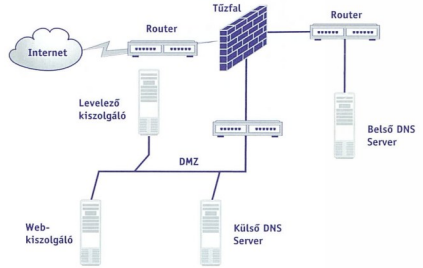 Tűzfal
Router
Router
Internet
Levelező
kiszolgáló
Belső DNS
Server
DMZ
Web-
kiszolgáló
Külső DNS
Server